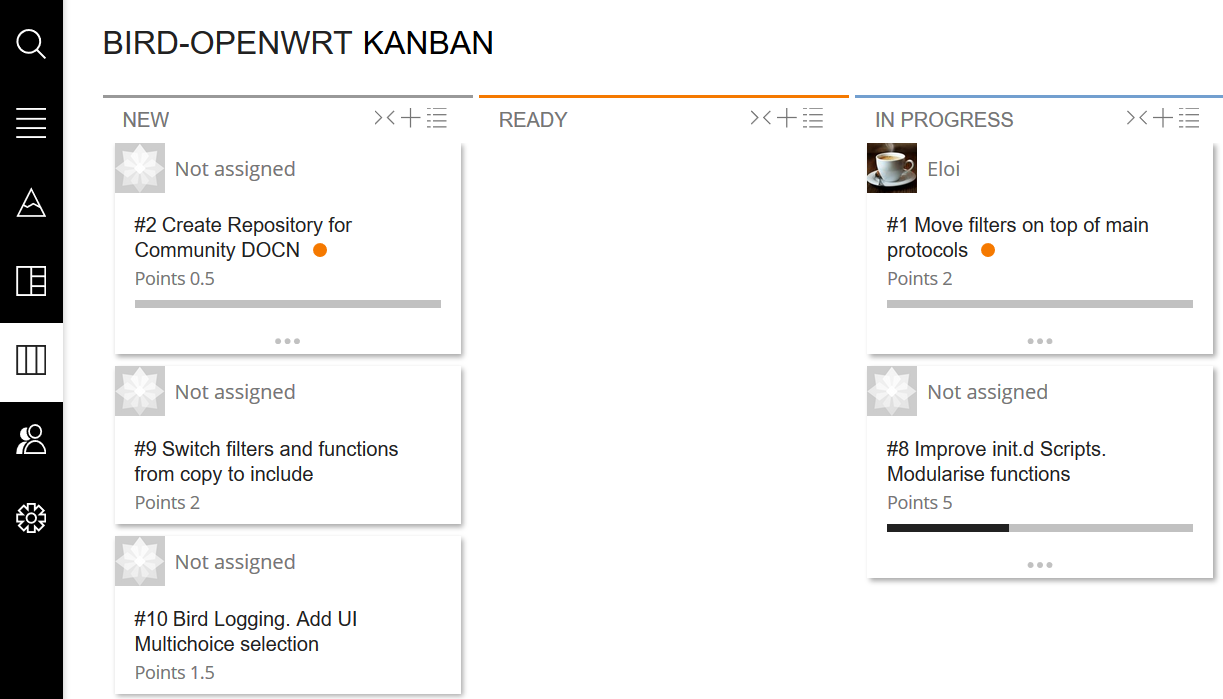 BIRD-OPENWRT KANBAN
NEW
Not assigned
#2 Create Repository for
Community DOCN
Points 0.5
Not assigned
#9 Switch filters and functions
from copy to include
Points 2
Not assigned
#10 Bird Logging. Add UI
Multichoice selection
Points 1.5
READY
IN PROGRESS
Eloi
#1 Move filters on top of main
protocols
Points 2
Not assigned
#8 Improve init.d Scripts.
Modularise functions
Points 5